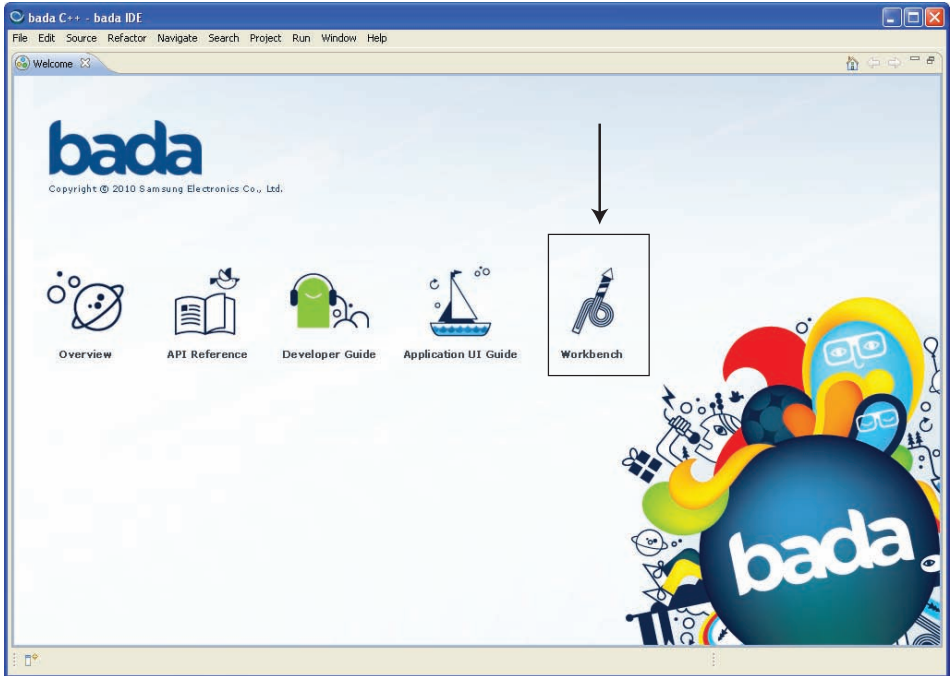 bada C++ - bada IDE
File Edit Source Refactor Navigate Search Project Run Window Help
Welcome
bada
Copyright © 2010 Samsung Electronics Co., Ltd.
Overview API Reference Developer Guide Application UI Guide Workbench
bada